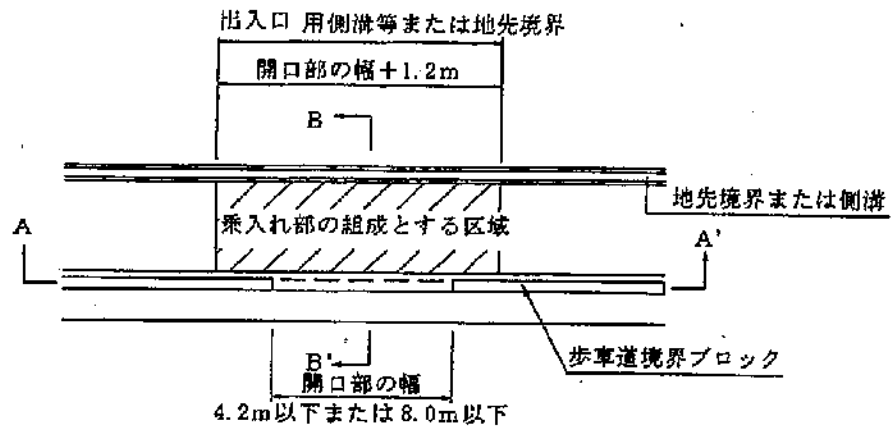 出入口 用側溝等または地先境界
開口部の幅+1.2m
B
地先境界または側溝
乗入れ部の組成とする区域
A
A'
B'
歩車道境界ブロック
開口部の幅
4.2m以下または8.0m以下